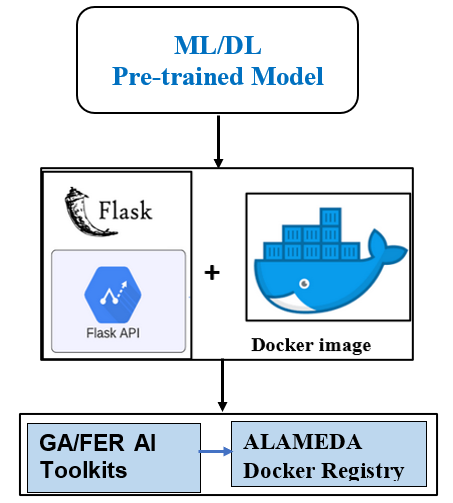 ML/DL
Pre-trained Model
Flask
Flask API
+
Docker image
GA/FER AI
Toolkits
ALAMEDA
Docker Registry